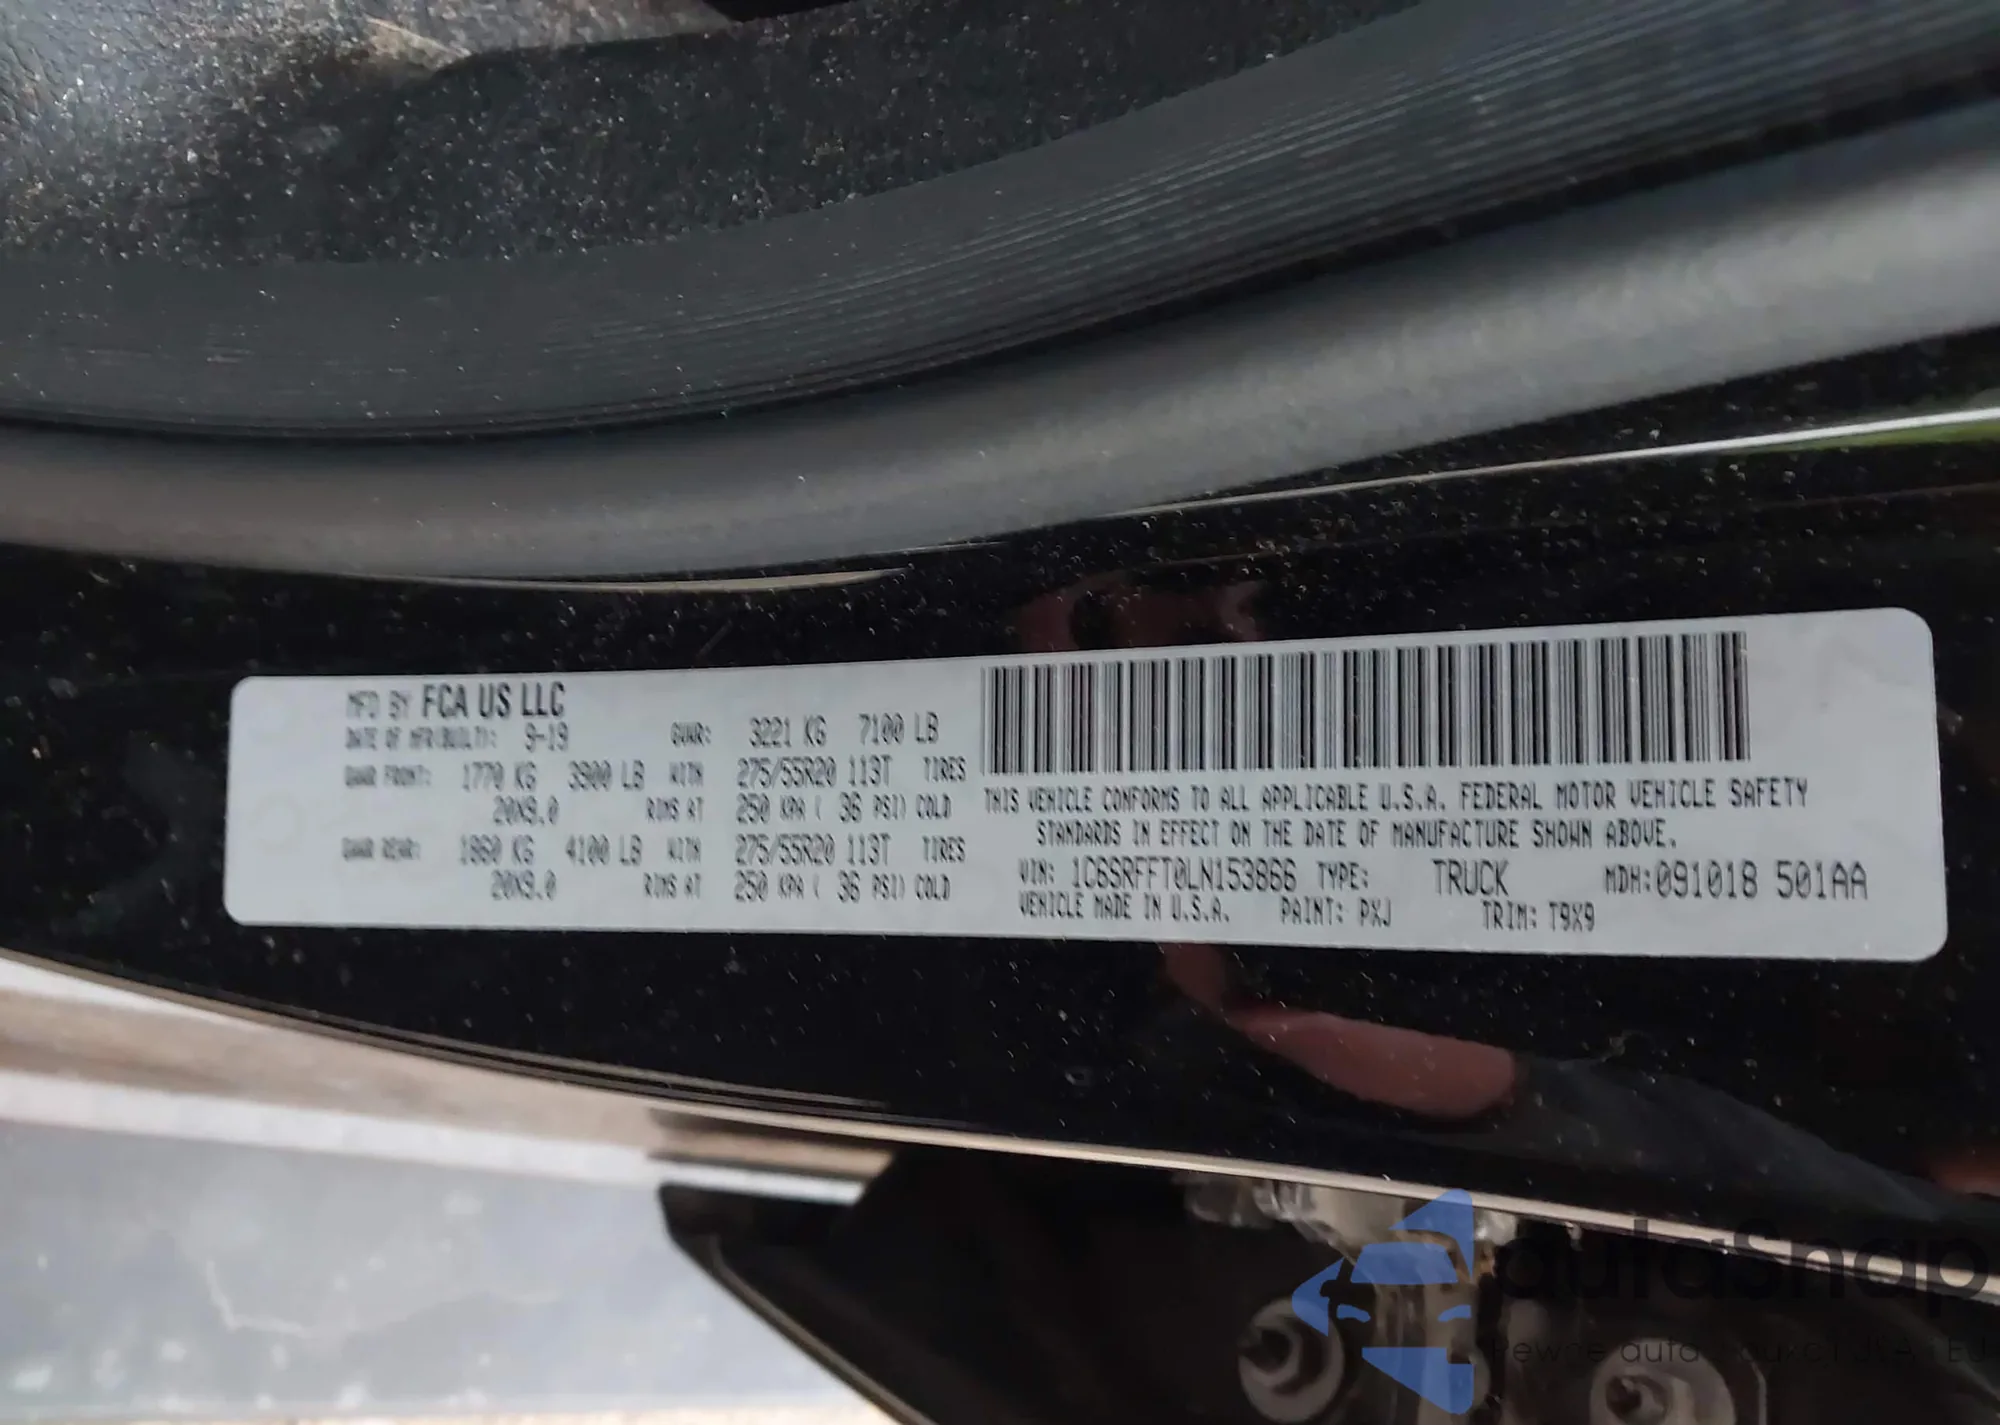 MFD BY FCA US LLC
DATE OF MFR(BUILT): 9-19 GVWR: 3221 KG 7100 LB
GAWR FRONT: 1770 KG 3900 LB WITH 275/55R20 113T TIRES
20X9.0 RIMS AT 250 KPA ( 36 PSI) COLD
GAWR REAR: 1860 KG 4100 LB WITH 275/55R20 113T TIRES
20X9.0 RIMS AT 250 KPA ( 36 PSI) COLD
THIS VEHICLE CONFORMS TO ALL APPLICABLE U.S.A. FEDERAL MOTOR VEHICLE SAFETY
STANDARDS IN EFFECT ON THE DATE OF MANUFACTURE SHOWN ABOVE.
VIN: 1C6SRFFT0LN153866 TYPE: TRUCK MDH:091018 501AA
VEHICLE MADE IN U.S.A. PAINT: PXJ TRIM: T9X9
autaSnap
Pewne auta